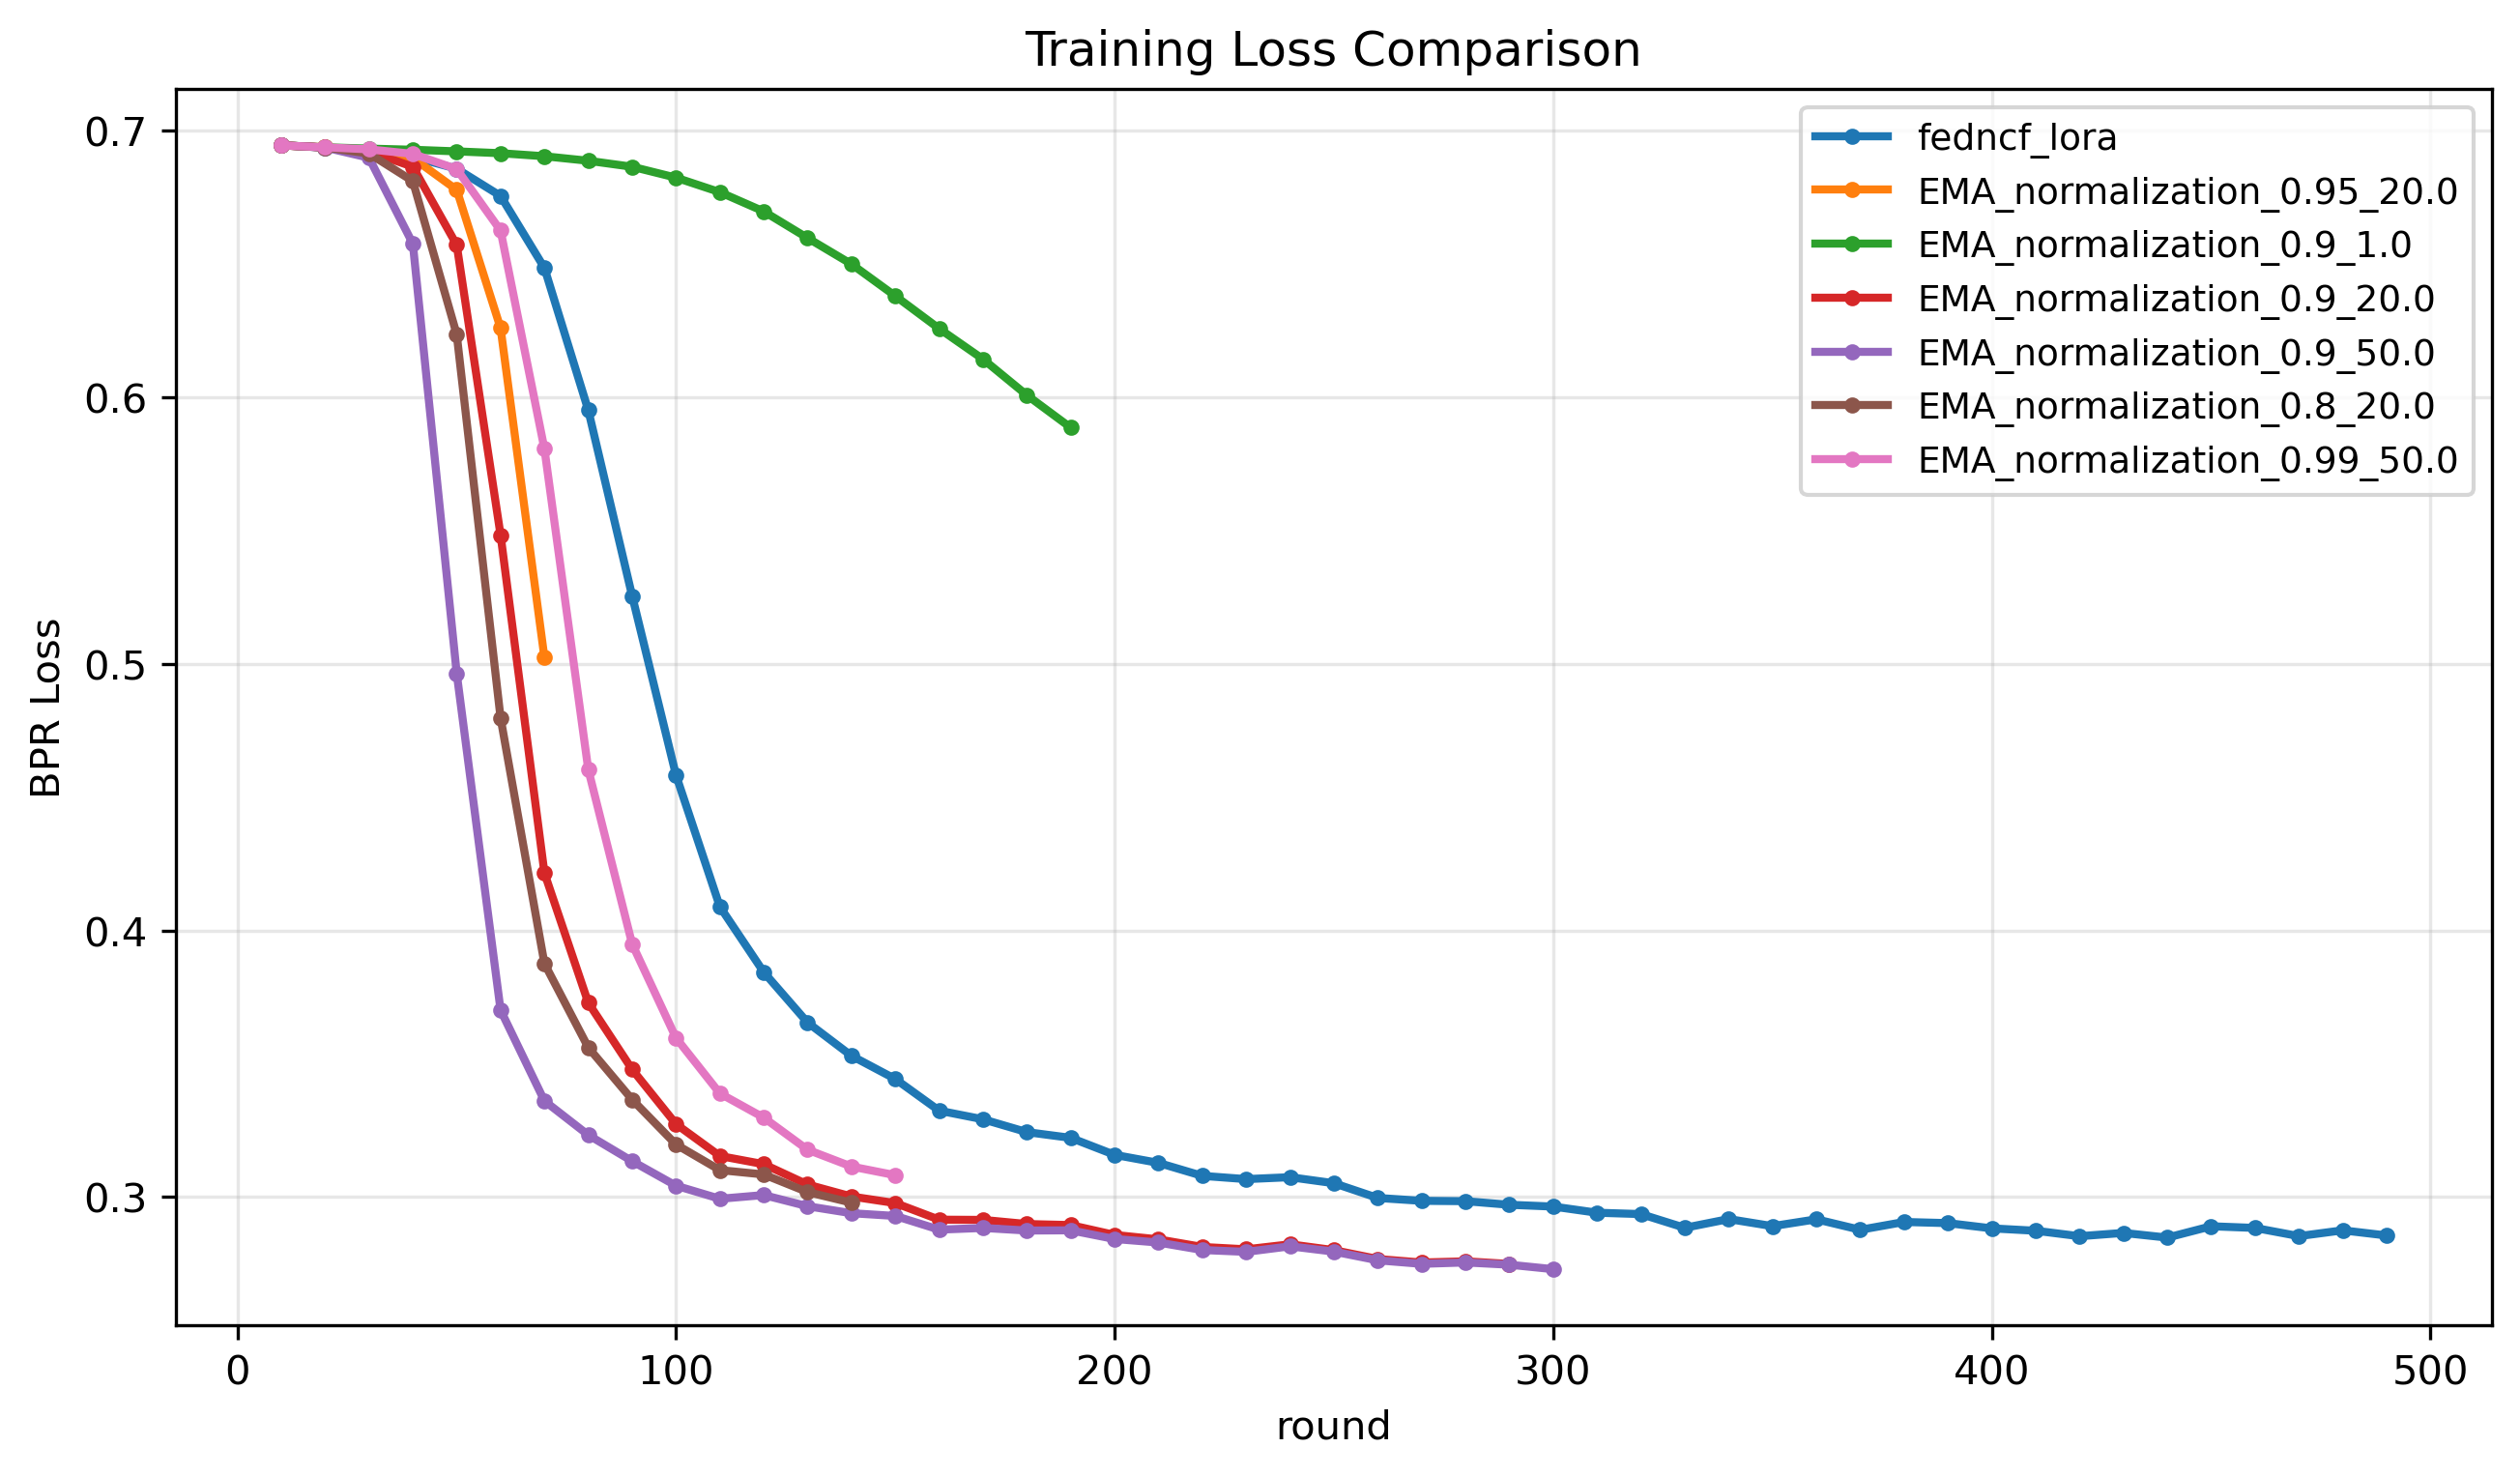 Training Loss Comparison
fedncf_lora
EMA_normalization_0.95_20.0
EMA_normalization_0.9_1.0
EMA_normalization_0.9_20.0
EMA_normalization_0.9_50.0
EMA_normalization_0.8_20.0
EMA_normalization_0.99_50.0
BPR Loss
0.7
0.6
0.5
0.4
0.3
0 100 200 300 400 500
round